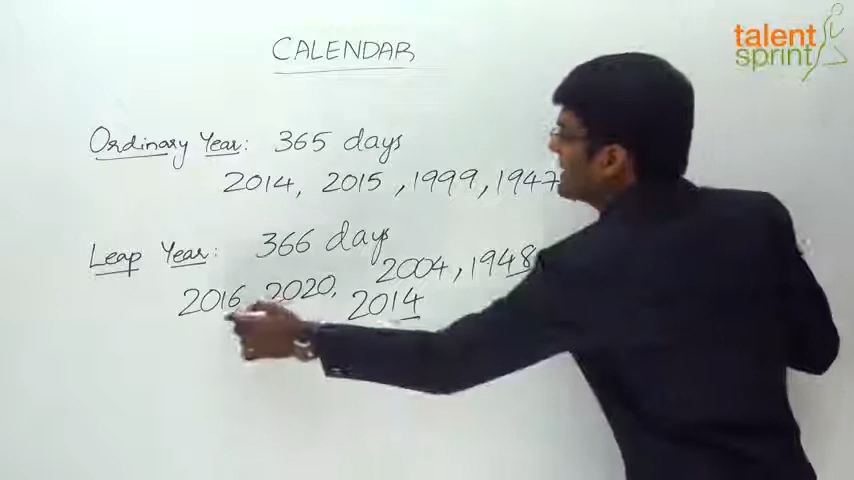 talent
sprint
CALENDAR
Ordinary Year: 365 days
2014, 2015, 1999, 1947
Leap Year: 366 days
2004, 1948
2016, 2020, 2014